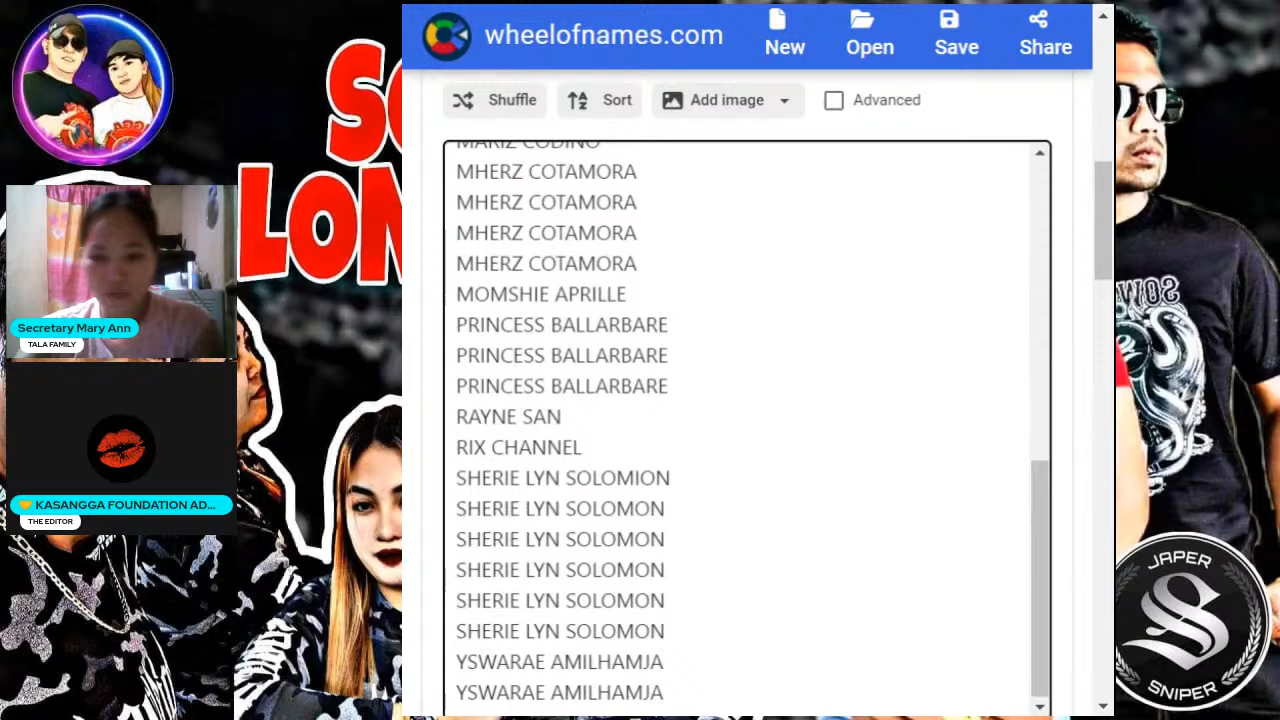 wheelofnames.com
New
Open
Save
Share
Shuffle
Sort
Add image
Advanced
MARIZ CODINO
MHERZ COTAMORA
MHERZ COTAMORA
MHERZ COTAMORA
MHERZ COTAMORA
MOMSHIE APRILLE
PRINCESS BALLARBARE
PRINCESS BALLARBARE
PRINCESS BALLARBARE
RAYNE SAN
RIX CHANNEL
SHERIE LYN SOLOMION
SHERIE LYN SOLOMON
SHERIE LYN SOLOMON
SHERIE LYN SOLOMON
SHERIE LYN SOLOMON
SHERIE LYN SOLOMON
YSWARAE AMILHAMJA
YSWARAE AMILHAMJA
Secretary Mary Ann
TALA FAMILY
KASANGGA FOUNDATION AD...
THE EDITOR
JAPER
S
SNIPER